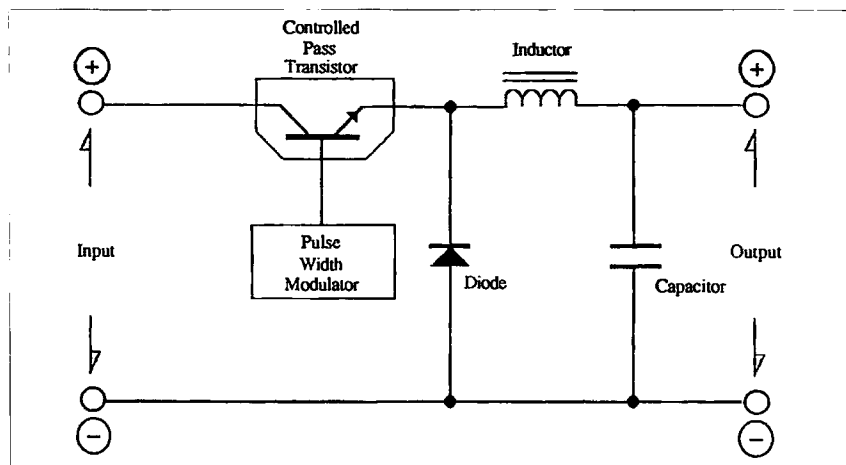 Controlled
Pass
Transistor
Inductor
+
+
Input
Pulse
Width
Modulator
Diode
Capacitor
Output
−
−